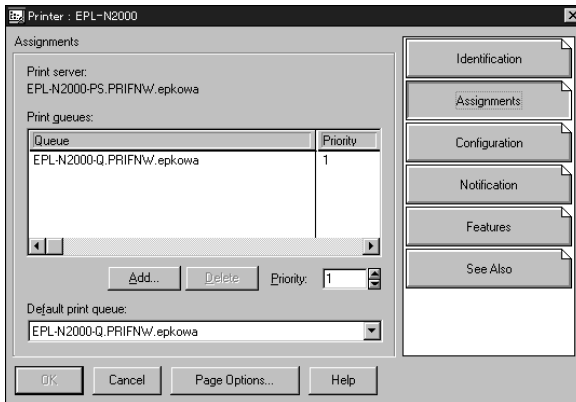 Printer : EPL-N2000
Assignments
Print server:
EPL-N2000-PS.PRIFNW.epkowa
Print queues:
Queue Priority
EPL-N2000-Q.PRIFNW.epkowa 1
Add... Delete Priority: 1
Default print queue:
EPL-N2000-Q.PRIFNW.epkowa
OK Cancel Page Options... Help
Identification
Assignments
Configuration
Notification
Features
See Also